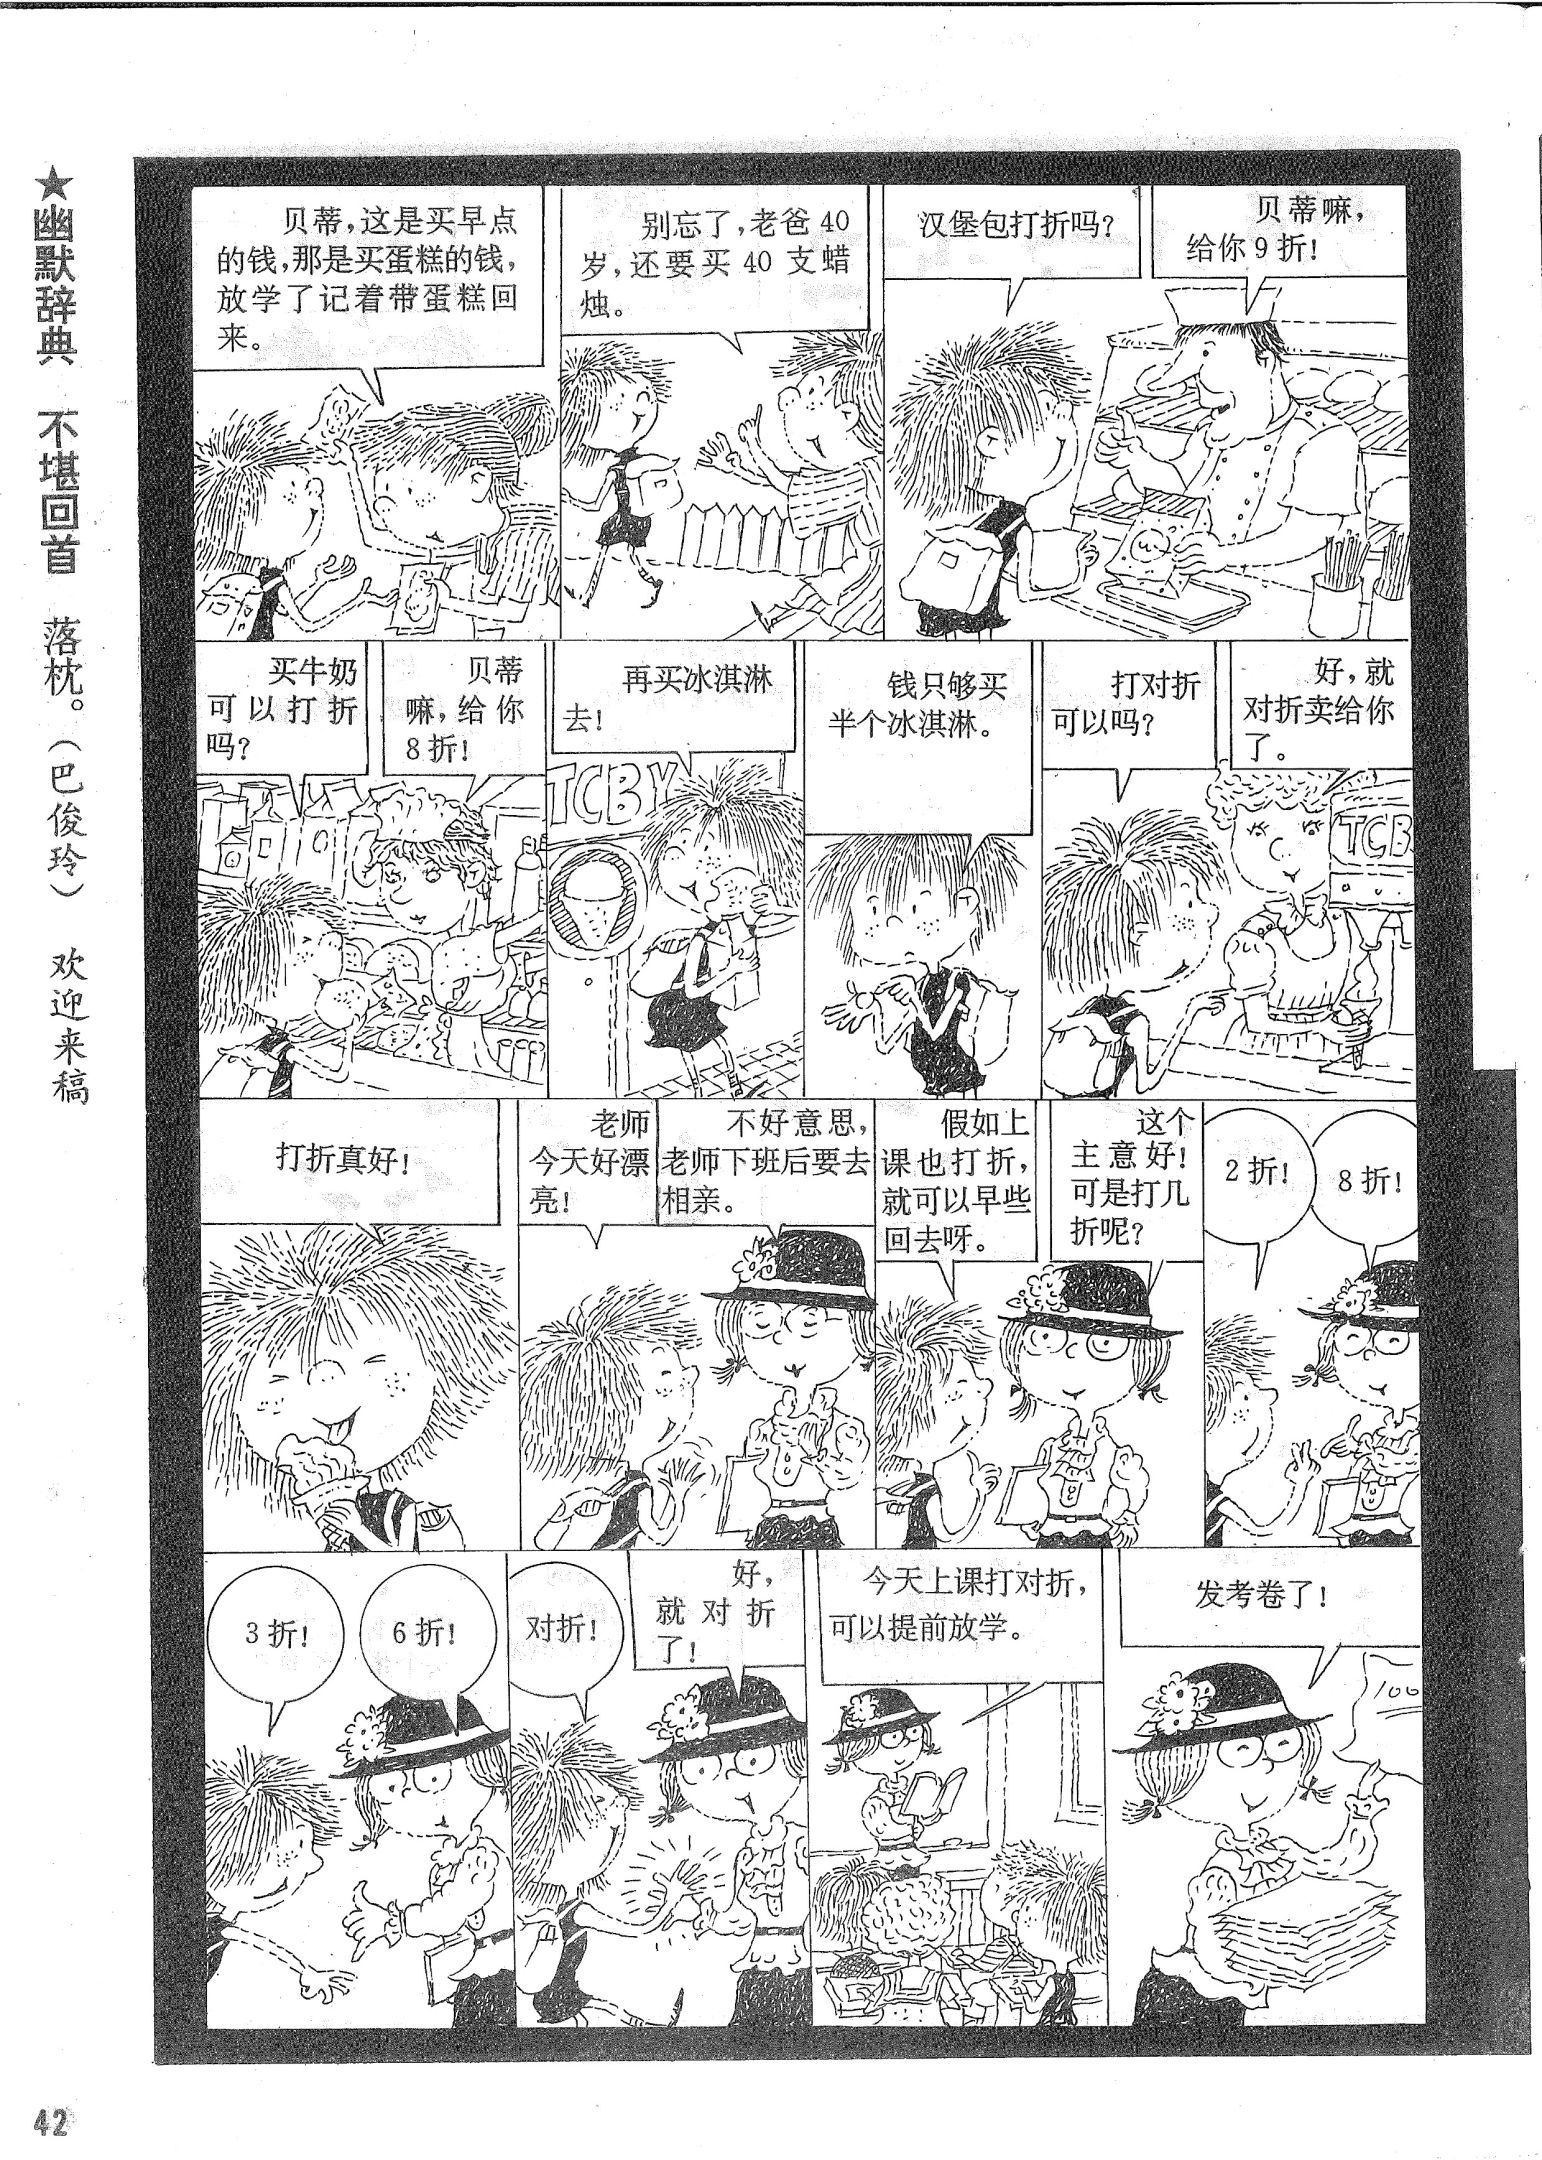 ★幽默辞典 不堪回首 落枕。(巴俊玲) 欢迎来稿
贝蒂,这是买早点
的钱,那是买蛋糕的钱,
放学了记着带蛋糕回
来。
别忘了,老爸40
岁,还要买40支蜡
烛。
汉堡包打折吗?
贝蒂嘛,
给你9折!
买牛奶
可以打折
吗?
贝蒂
嘛,给你
8折!
再买冰淇淋
去!
TCBY
钱只够买
半个冰淇淋。
打对折
可以吗?
好,就
对折卖给你
了。
TCB
打折真好!
老师
今天好漂
亮!
不好意思,
老师下班后要去
相亲。
假如上
课也打折,
就可以早些
回去呀。
这个
主意好!
可是打几
折呢?
2折!
8折!
3折!
6折!
对折!
好,
就对折
了!
今天上课打对折,
可以提前放学。
发考卷了!
100
42